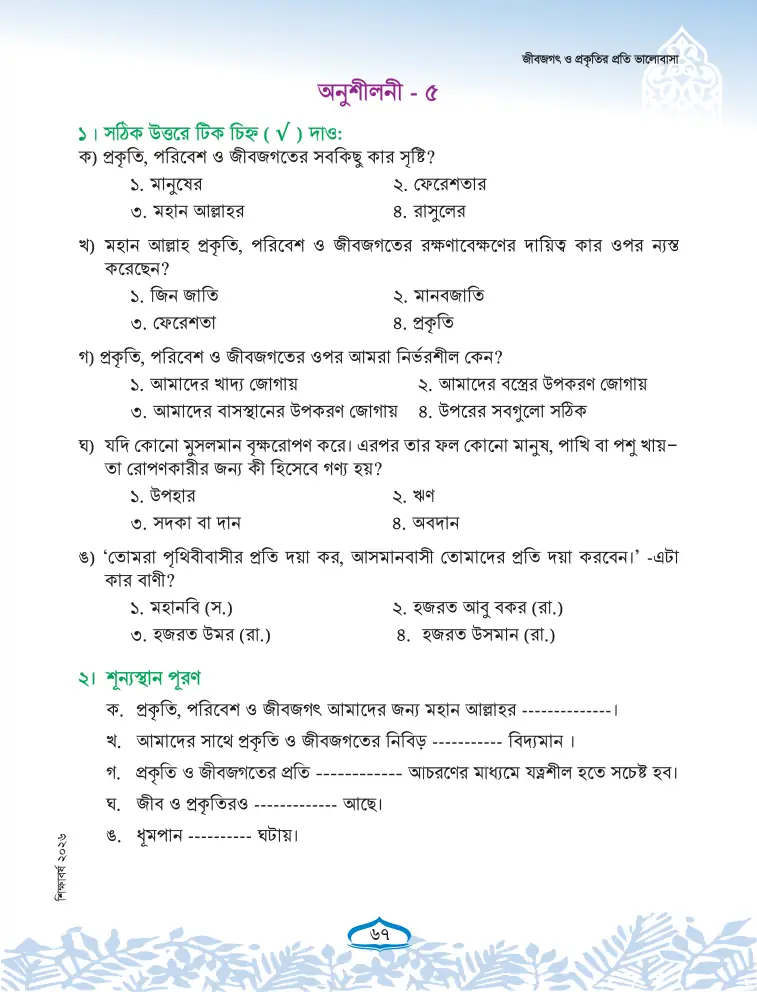 জীবজগৎ ও প্রকৃতির প্রতি ভালোবাসা
অনুশীলনী - ৫
১। সঠিক উত্তরে টিক চিহ্ন ( √ ) দাও:
ক) প্রকৃতি, পরিবেশ ও জীবজগতের সবকিছু কার সৃষ্টি?
১. মানুষের ২. ফেরেশতার
৩. মহান আল্লাহর ৪. রাসুলের
খ) মহান আল্লাহ প্রকৃতি, পরিবেশ ও জীবজগতের রক্ষণাবেক্ষণের দায়িত্ব কার ওপর ন্যস্ত
করেছেন?
১. জিন জাতি ২. মানবজাতি
৩. ফেরেশতা ৪. প্রকৃতি
গ) প্রকৃতি, পরিবেশ ও জীবজগতের ওপর আমরা নির্ভরশীল কেন?
১. আমাদের খাদ্য জোগায় ২. আমাদের বস্ত্রের উপকরণ জোগায়
৩. আমাদের বাসস্থানের উপকরণ জোগায় ৪. উপরের সবগুলো সঠিক
ঘ) যদি কোনো মুসলমান বৃক্ষরোপণ করে। এরপর তার ফল কোনো মানুষ, পাখি বা পশু খায়–
তা রোপণকারীর জন্য কী হিসেবে গণ্য হয়?
১. উপহার ২. ঋণ
৩. সদকা বা দান ৪. অবদান
ঙ) ‘তোমরা পৃথিবীবাসীর প্রতি দয়া কর, আসমানবাসী তোমাদের প্রতি দয়া করবেন।’ -এটা
কার বাণী?
১. মহানবি (স.) ২. হজরত আবু বকর (রা.)
৩. হজরত উমর (রা.) ৪. হজরত উসমান (রা.)
২। শূন্যস্থান পূরণ
ক. প্রকৃতি, পরিবেশ ও জীবজগৎ আমাদের জন্য মহান আল্লাহর --------------।
খ. আমাদের সাথে প্রকৃতি ও জীবজগতের নিবিড় ----------- বিদ্যমান ।
গ. প্রকৃতি ও জীবজগতের প্রতি ------------ আচরণের মাধ্যমে যত্নশীল হতে সচেষ্ট হব।
ঘ. জীব ও প্রকৃতিরও ------------- আছে।
ঙ. ধূমপান ---------- ঘটায়।
শিক্ষাবর্ষ ২০২৬
৬৭